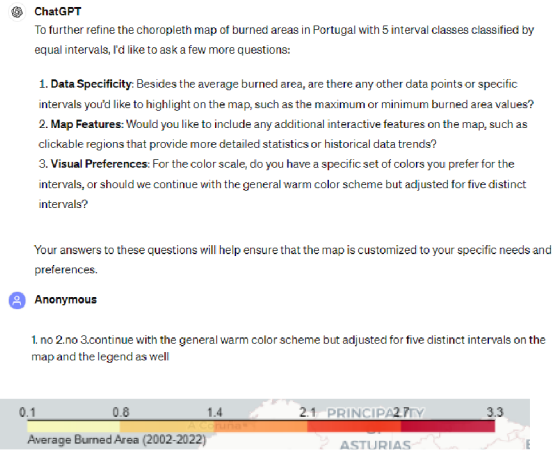 ChatGPT
To further refine the choropleth map of burned areas in Portugal with 5 interval classes classified by
equal intervals, I'd like to ask a few more questions:
1. Data Specificity: Besides the average burned area, are there any other data points or specific
intervals you'd like to highlight on the map, such as the maximum or minimum burned area values?
2. Map Features: Would you like to include any additional interactive features on the map, such as
clickable regions that provide more detailed statistics or historical data trends?
3. Visual Preferences: For the color scale, do you have a specific set of colors you prefer for the
intervals, or should we continue with the general warm color scheme but adjusted for five distinct
intervals?
Your answers to these questions will help ensure that the map is customized to your specific needs and
preferences.
Anonymous
1. no 2.no 3.continue with the general warm color scheme but adjusted for five distinct intervals on the
map and the legend as well
0.1 0.8 1.4 2.1 2.7 3.3
Average Burned Area (2002-2022)
ASTURIAS